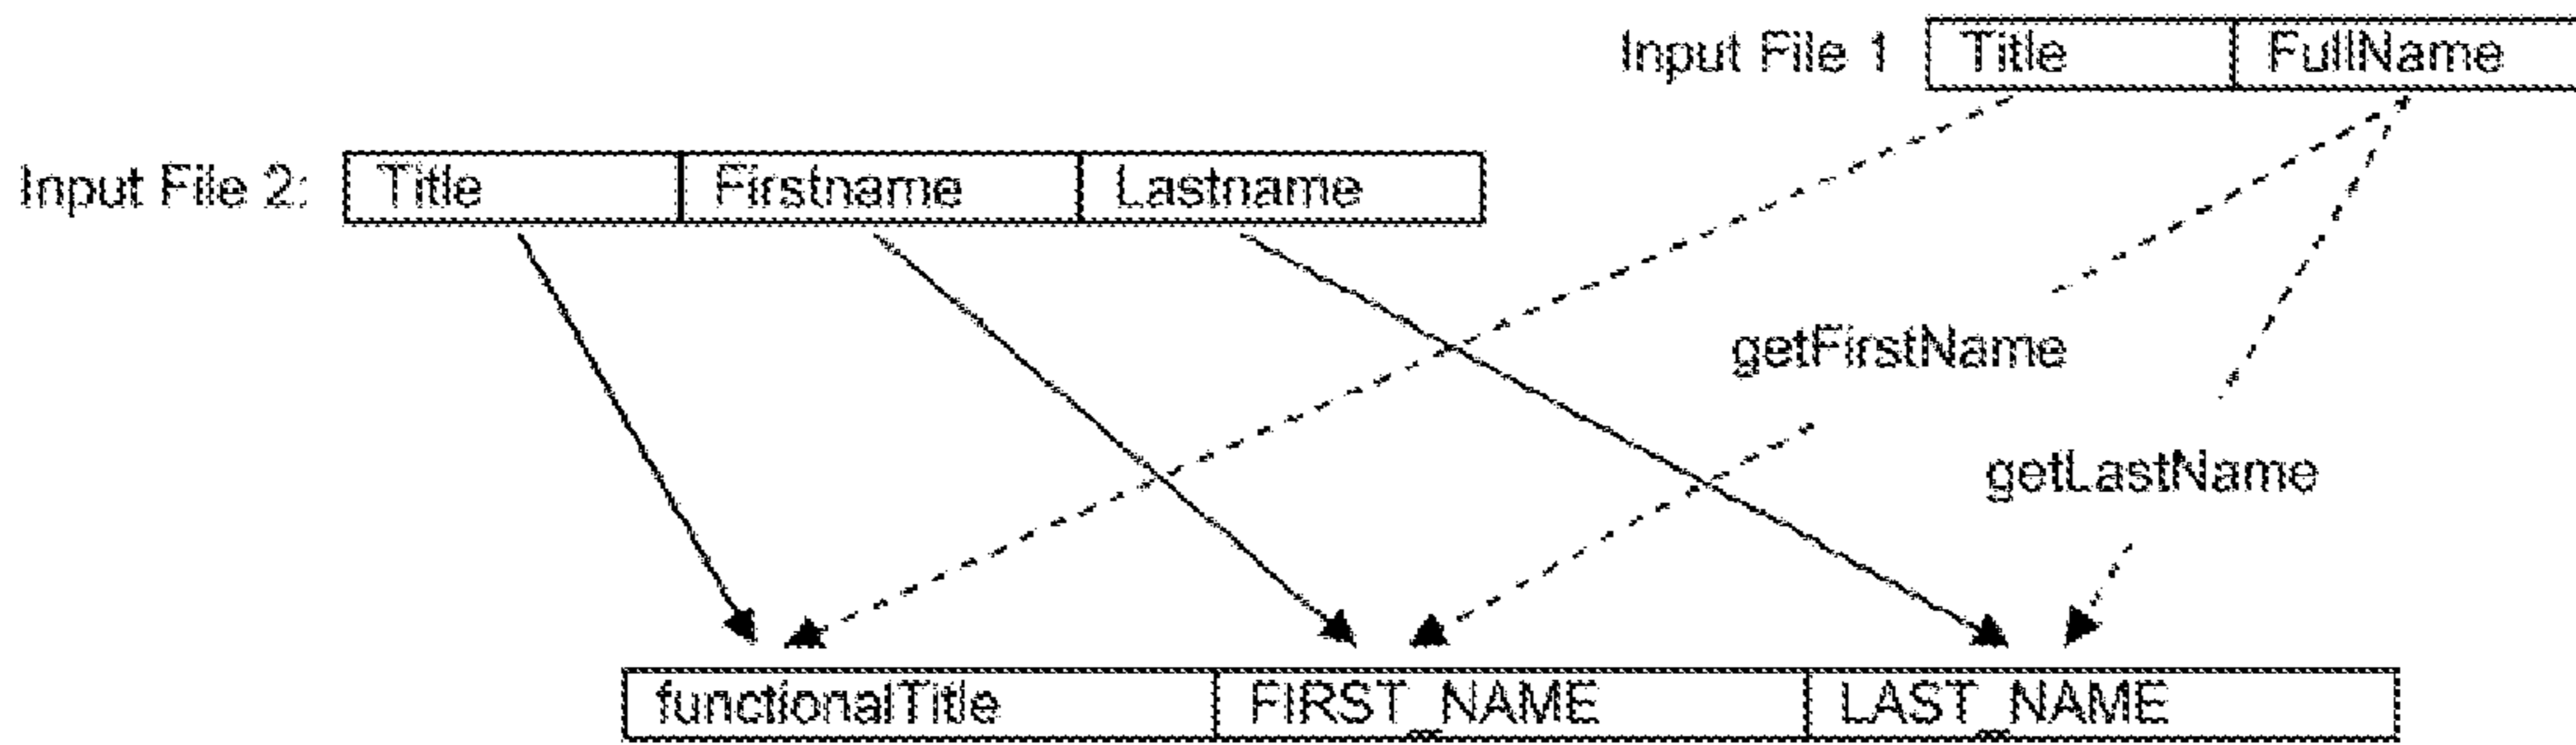 Input File 1 Title FullName
Input File 2: Title Firstname Lastname
getFirstName
getLastName
functionalTitle FIRST_NAME LAST_NAME